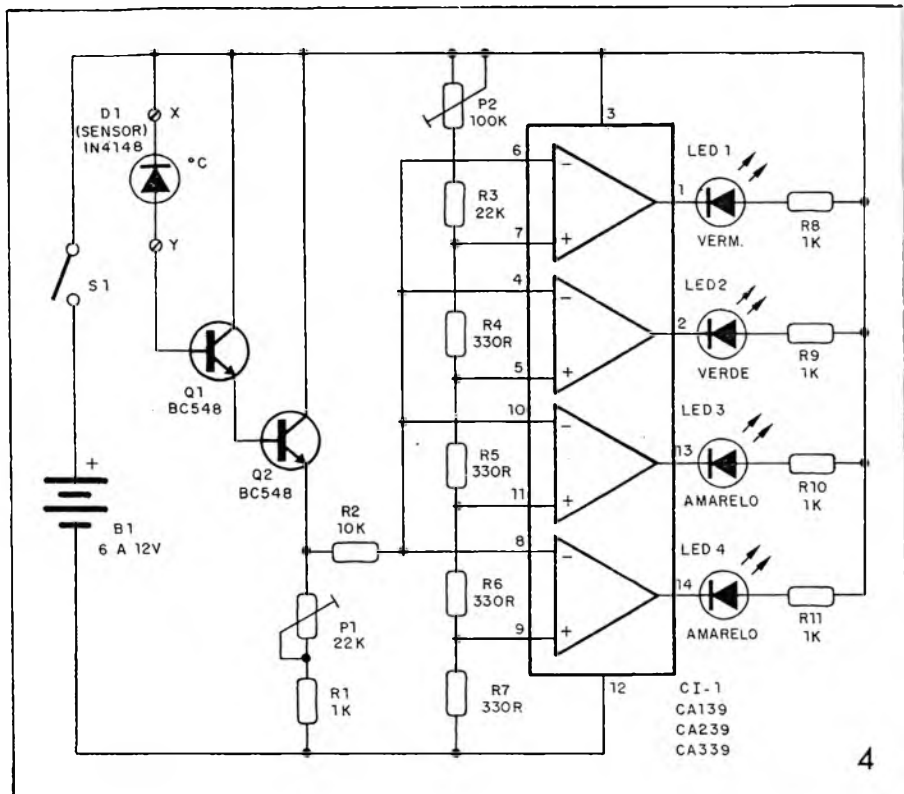 D1
(SENSOR)
1N4148
X
°C
Y
S1
Q1
BC548
Q2
BC548
+
B1
6 A 12V
R2
10K
P1
22K
R1
1K
P2
100K
R3
22K
R4
330R
R5
330R
R6
330R
R7
330R
3
6
−
7
+
1
4
−
5
+
2
10
−
11
+
13
8
−
9
+
14
12
LED 1
VERM.
R8
1K
LED2
VERDE
R9
1K
LED 3
AMARELO
R10
1K
LED 4
AMARELO
R11
1K
CI-1
CA139
CA239
CA339
4